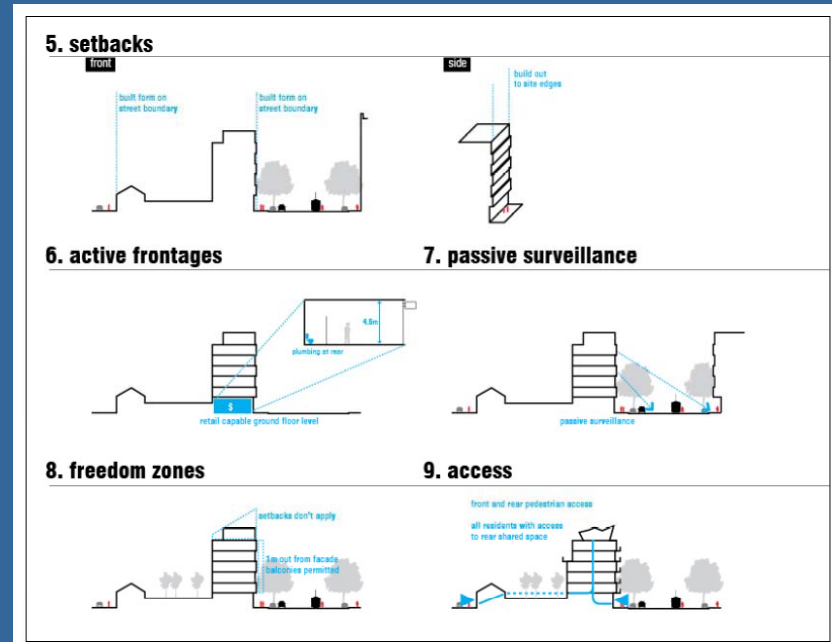 5. setbacks
front
built form on
street boundary
built form on
street boundary
side
build out
to site edges
6. active frontages
4.5m
plumbing at rear
$
retail capable ground floor level
7. passive surveillance
passive surveillance
8. freedom zones
setbacks don't apply
1m out from facade
balconies permitted
9. access
front and rear pedestrian access
all residents with access
to rear shared space